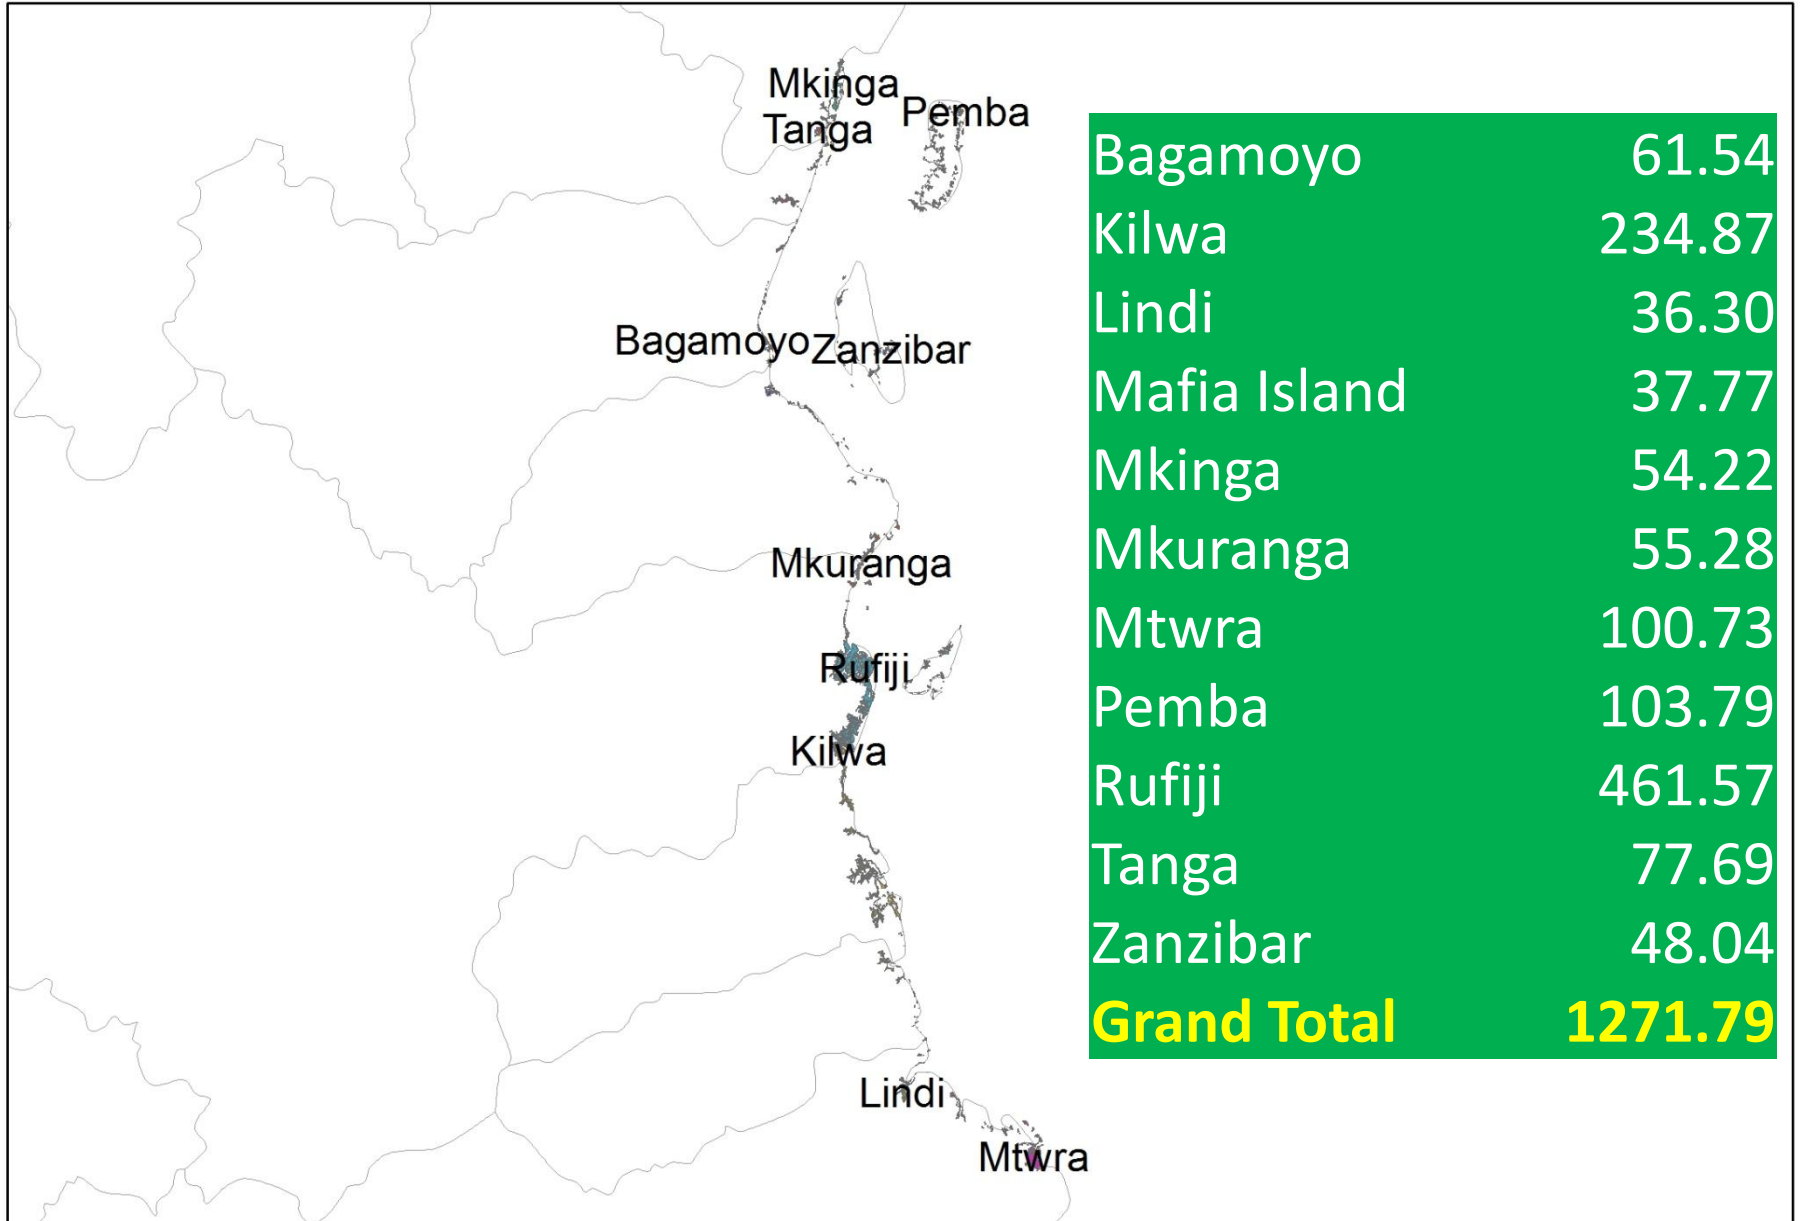 Mkinga
Tanga
Pemba
Bagamoyo
Zanzibar
Mkuranga
Rufiji
Kilwa
Lindi
Mtwra
Bagamoyo 61.54
Kilwa 234.87
Lindi 36.30
Mafia Island 37.77
Mkinga 54.22
Mkuranga 55.28
Mtwra 100.73
Pemba 103.79
Rufiji 461.57
Tanga 77.69
Zanzibar 48.04
Grand Total 1271.79